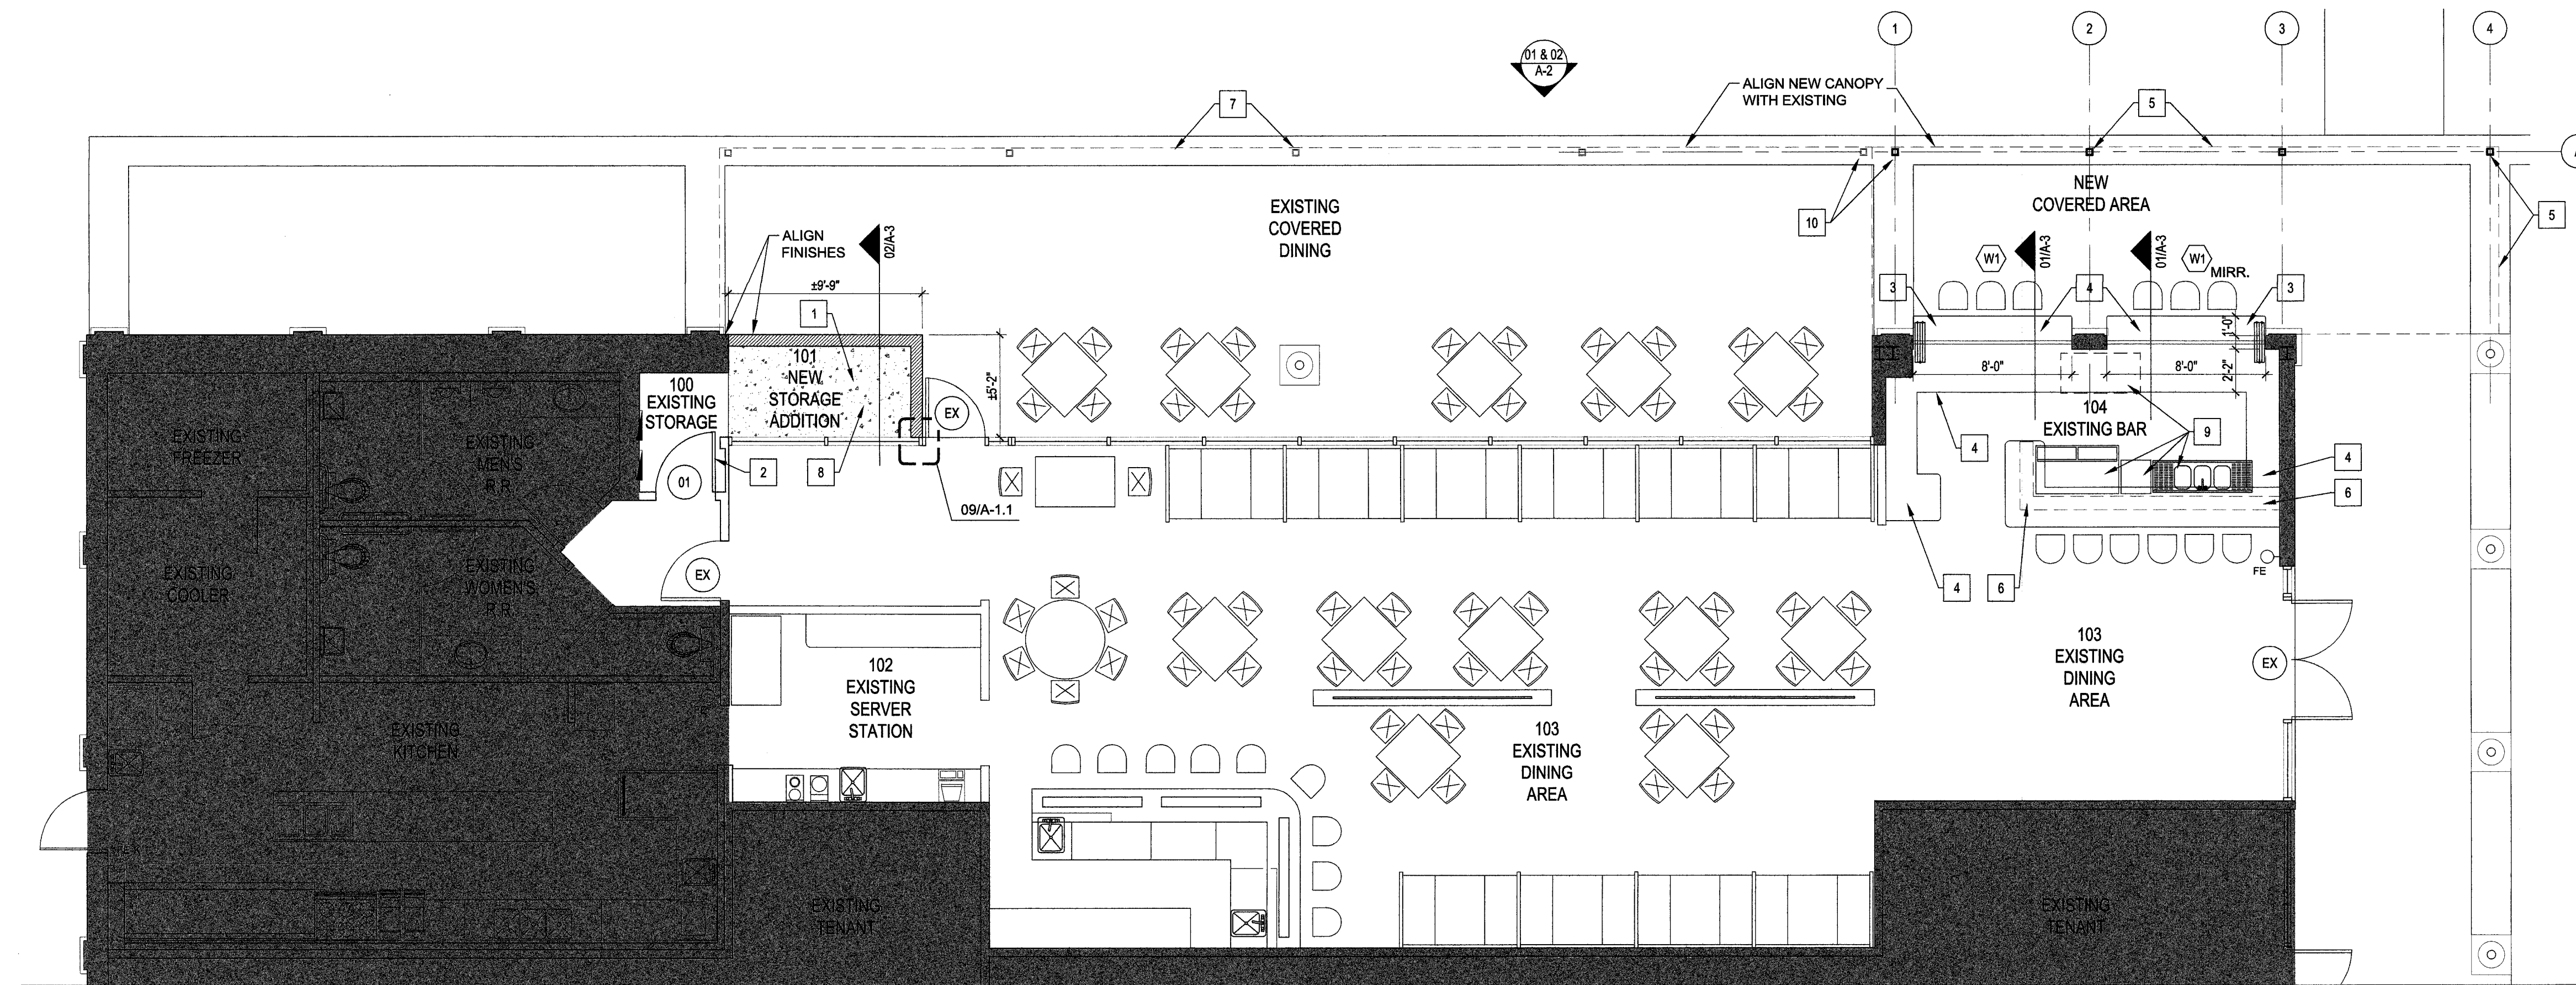 1
2
3
4
01 & 02
A-2
ALIGN NEW CANOPY
WITH EXISTING
7
5
NEW
COVERED AREA
EXISTING
COVERED
DINING
10
5
ALIGN
FINISHES
02/A-3
±9'-9"
1
W1
01/A-3
01/A-3
W1
MIRR.
3
4
3
1'-0"
8'-0"
8'-0"
2'-2"
±5'-2"
101
NEW
STORAGE
ADDITION
100
EXISTING
STORAGE
EX
104
EXISTING BAR
9
4
4
6
EXISTING
FREEZER
EXISTING
MEN'S
R.R.
01
2
8
09/A-1.1
EXISTING
COOLER
EXISTING
WOMEN'S
R.R.
EX
4
6
FE
102
EXISTING
SERVER
STATION
103
EXISTING
DINING
AREA
EX
EXISTING
KITCHEN
103
EXISTING
DINING
AREA
EXISTING
TENANT
EXISTING
TENANT